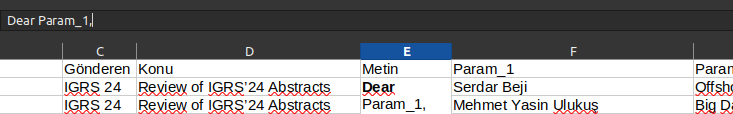 Dear Param_1,
C D E F
Gönderen Konu Metin Param_1 Param
IGRS 24 Review of IGRS'24 Abstracts Dear Serdar Beji Offsh
IGRS 24 Review of IGRS'24 Abstracts Param_1, Mehmet Yasin Ulukuş Big Da